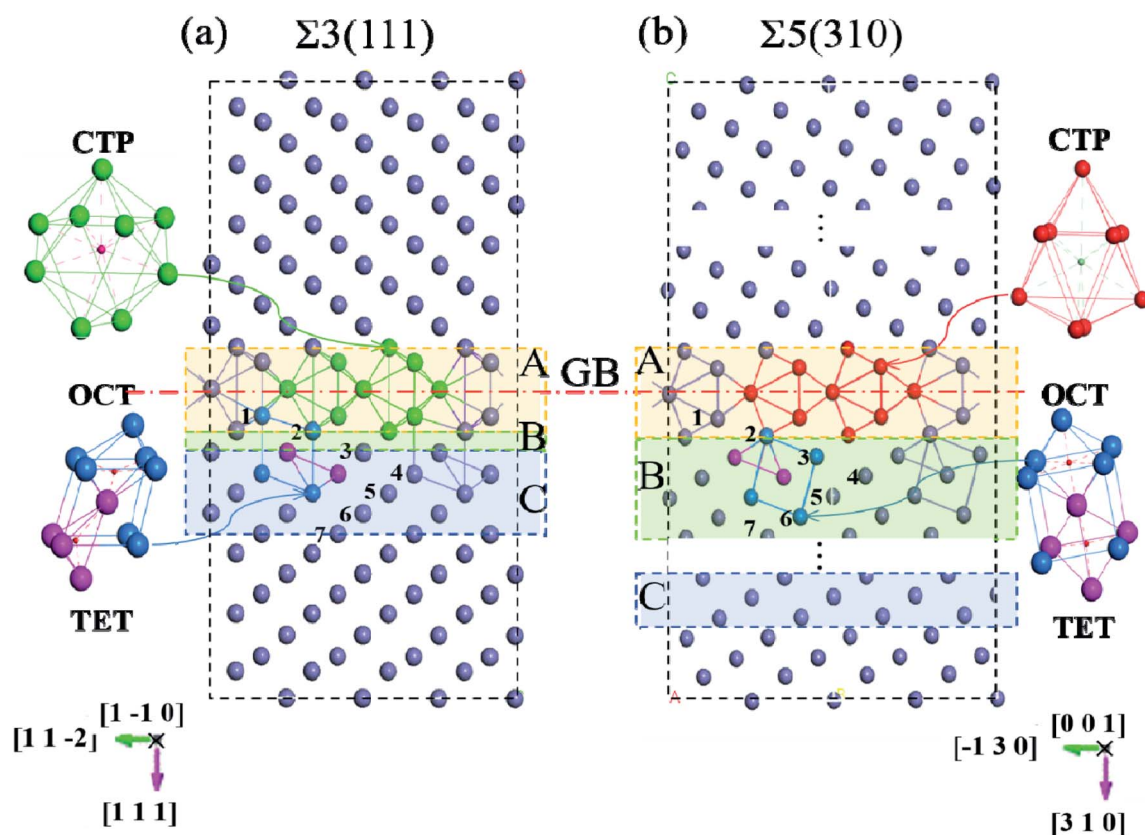 (a) Σ3(111)
(b) Σ5(310)
CTP
OCT
TET
A
B
C
1
2
3
4
5
6
7
GB
[1 -1 0]
[1 1 -2]
[1 1 1]
C
CTP
OCT
TET
A
B
C
1
2
3
4
5
6
7
A
[0 0 1]
[-1 3 0]
[3 1 0]